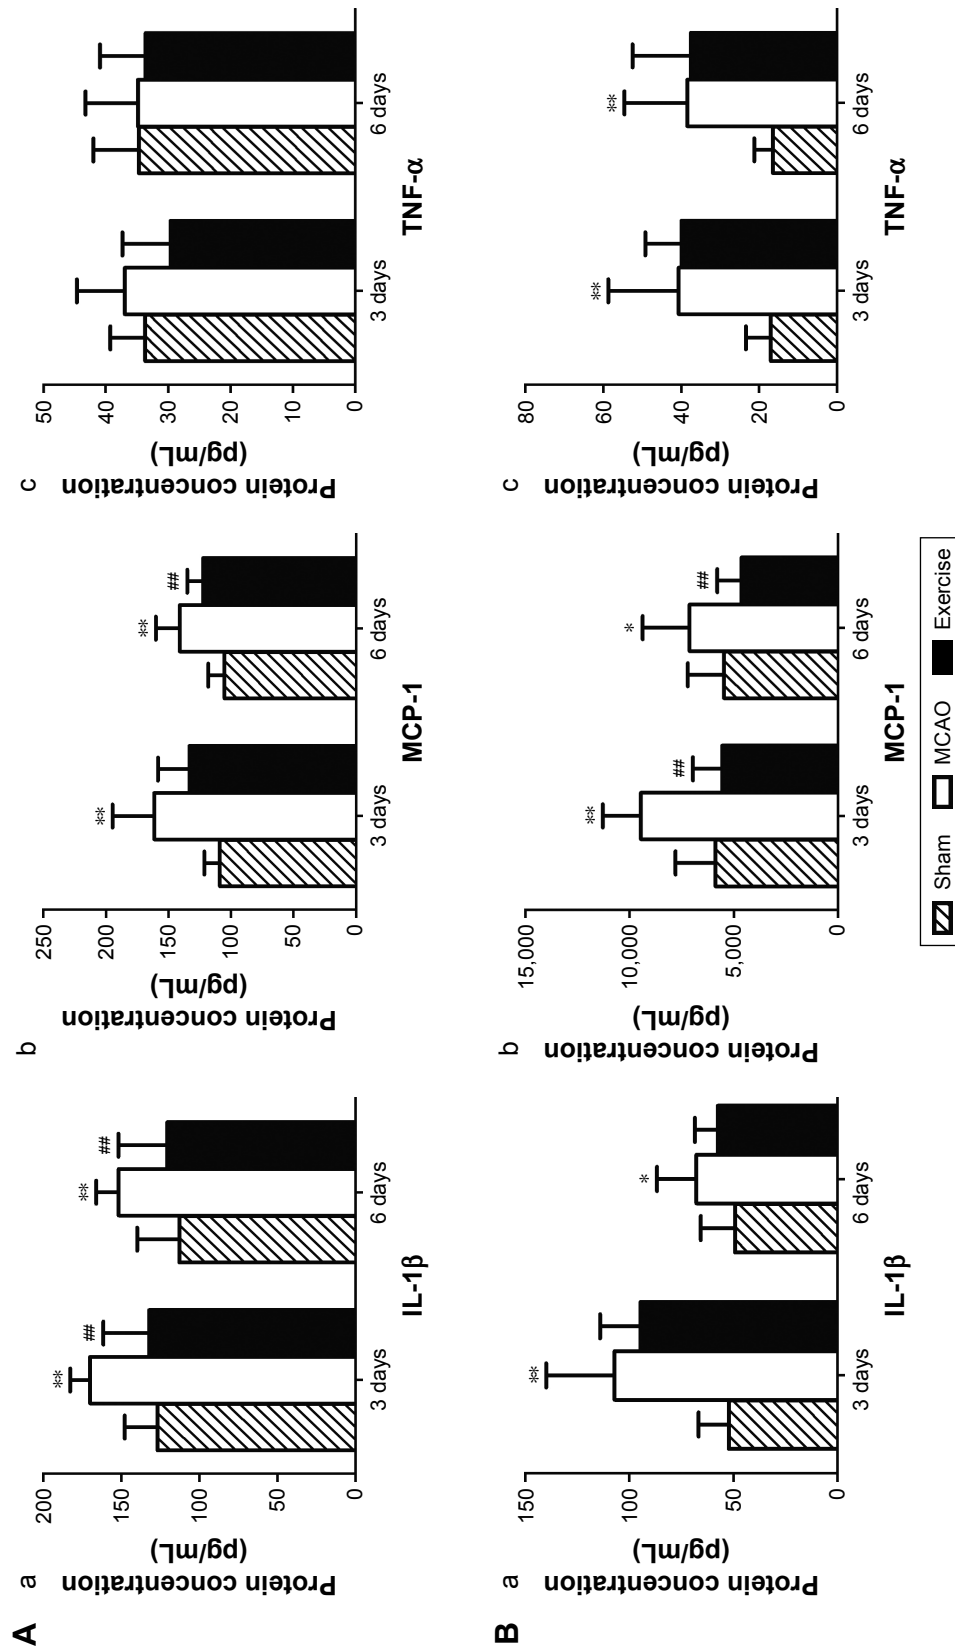 A
a
Protein concentration
(pg/mL)
200
150
100
50
0
**
##
**
##
3 days
6 days
IL-1β
b
Protein concentration
(pg/mL)
250
200
150
100
50
0
**
**
##
3 days
6 days
MCP-1
c
Protein concentration
(pg/mL)
50
40
30
20
10
0
3 days
6 days
TNF-α
B
a
Protein concentration
(pg/mL)
150
100
50
0
**
*
3 days
6 days
IL-1β
b
Protein concentration
(pg/mL)
15,000
10,000
5,000
0
**
##
*
##
3 days
6 days
MCP-1
c
Protein concentration
(pg/mL)
80
60
40
20
0
**
**
3 days
6 days
TNF-α
Sham MCAO Exercise